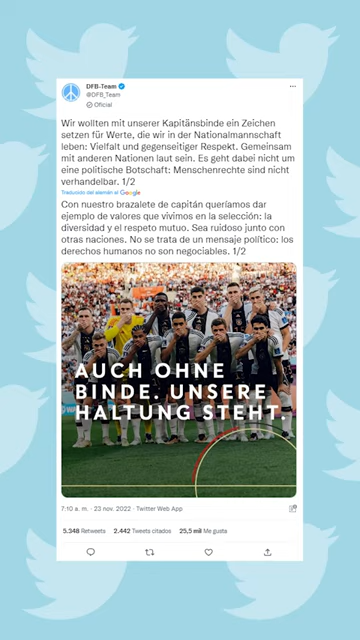 DFB-Team
@DFB_Team
Oficial
Wir wollten mit unserer Kapitänsbinde ein Zeichen
setzen für Werte, die wir in der Nationalmannschaft
leben: Vielfalt und gegenseitiger Respekt. Gemeinsam
mit anderen Nationen laut sein. Es geht dabei nicht um
eine politische Botschaft: Menschenrechte sind nicht
verhandelbar. 1/2
Traducido del alemán al Google
Con nuestro brazalete de capitán queríamos dar
ejemplo de valores que vivimos en la selección: la
diversidad y el respeto mutuo. Sea ruidoso junto con
otras naciones. No se trata de un mensaje político: los
derechos humanos no son negociables. 1/2
AUCH OHNE
BINDE. UNSERE
HALTUNG STEHT.
7:10 a. m. · 23 nov. 2022 · Twitter Web App
5.348 Retweets 2.442 Tweets citados 25,5 mil Me gusta